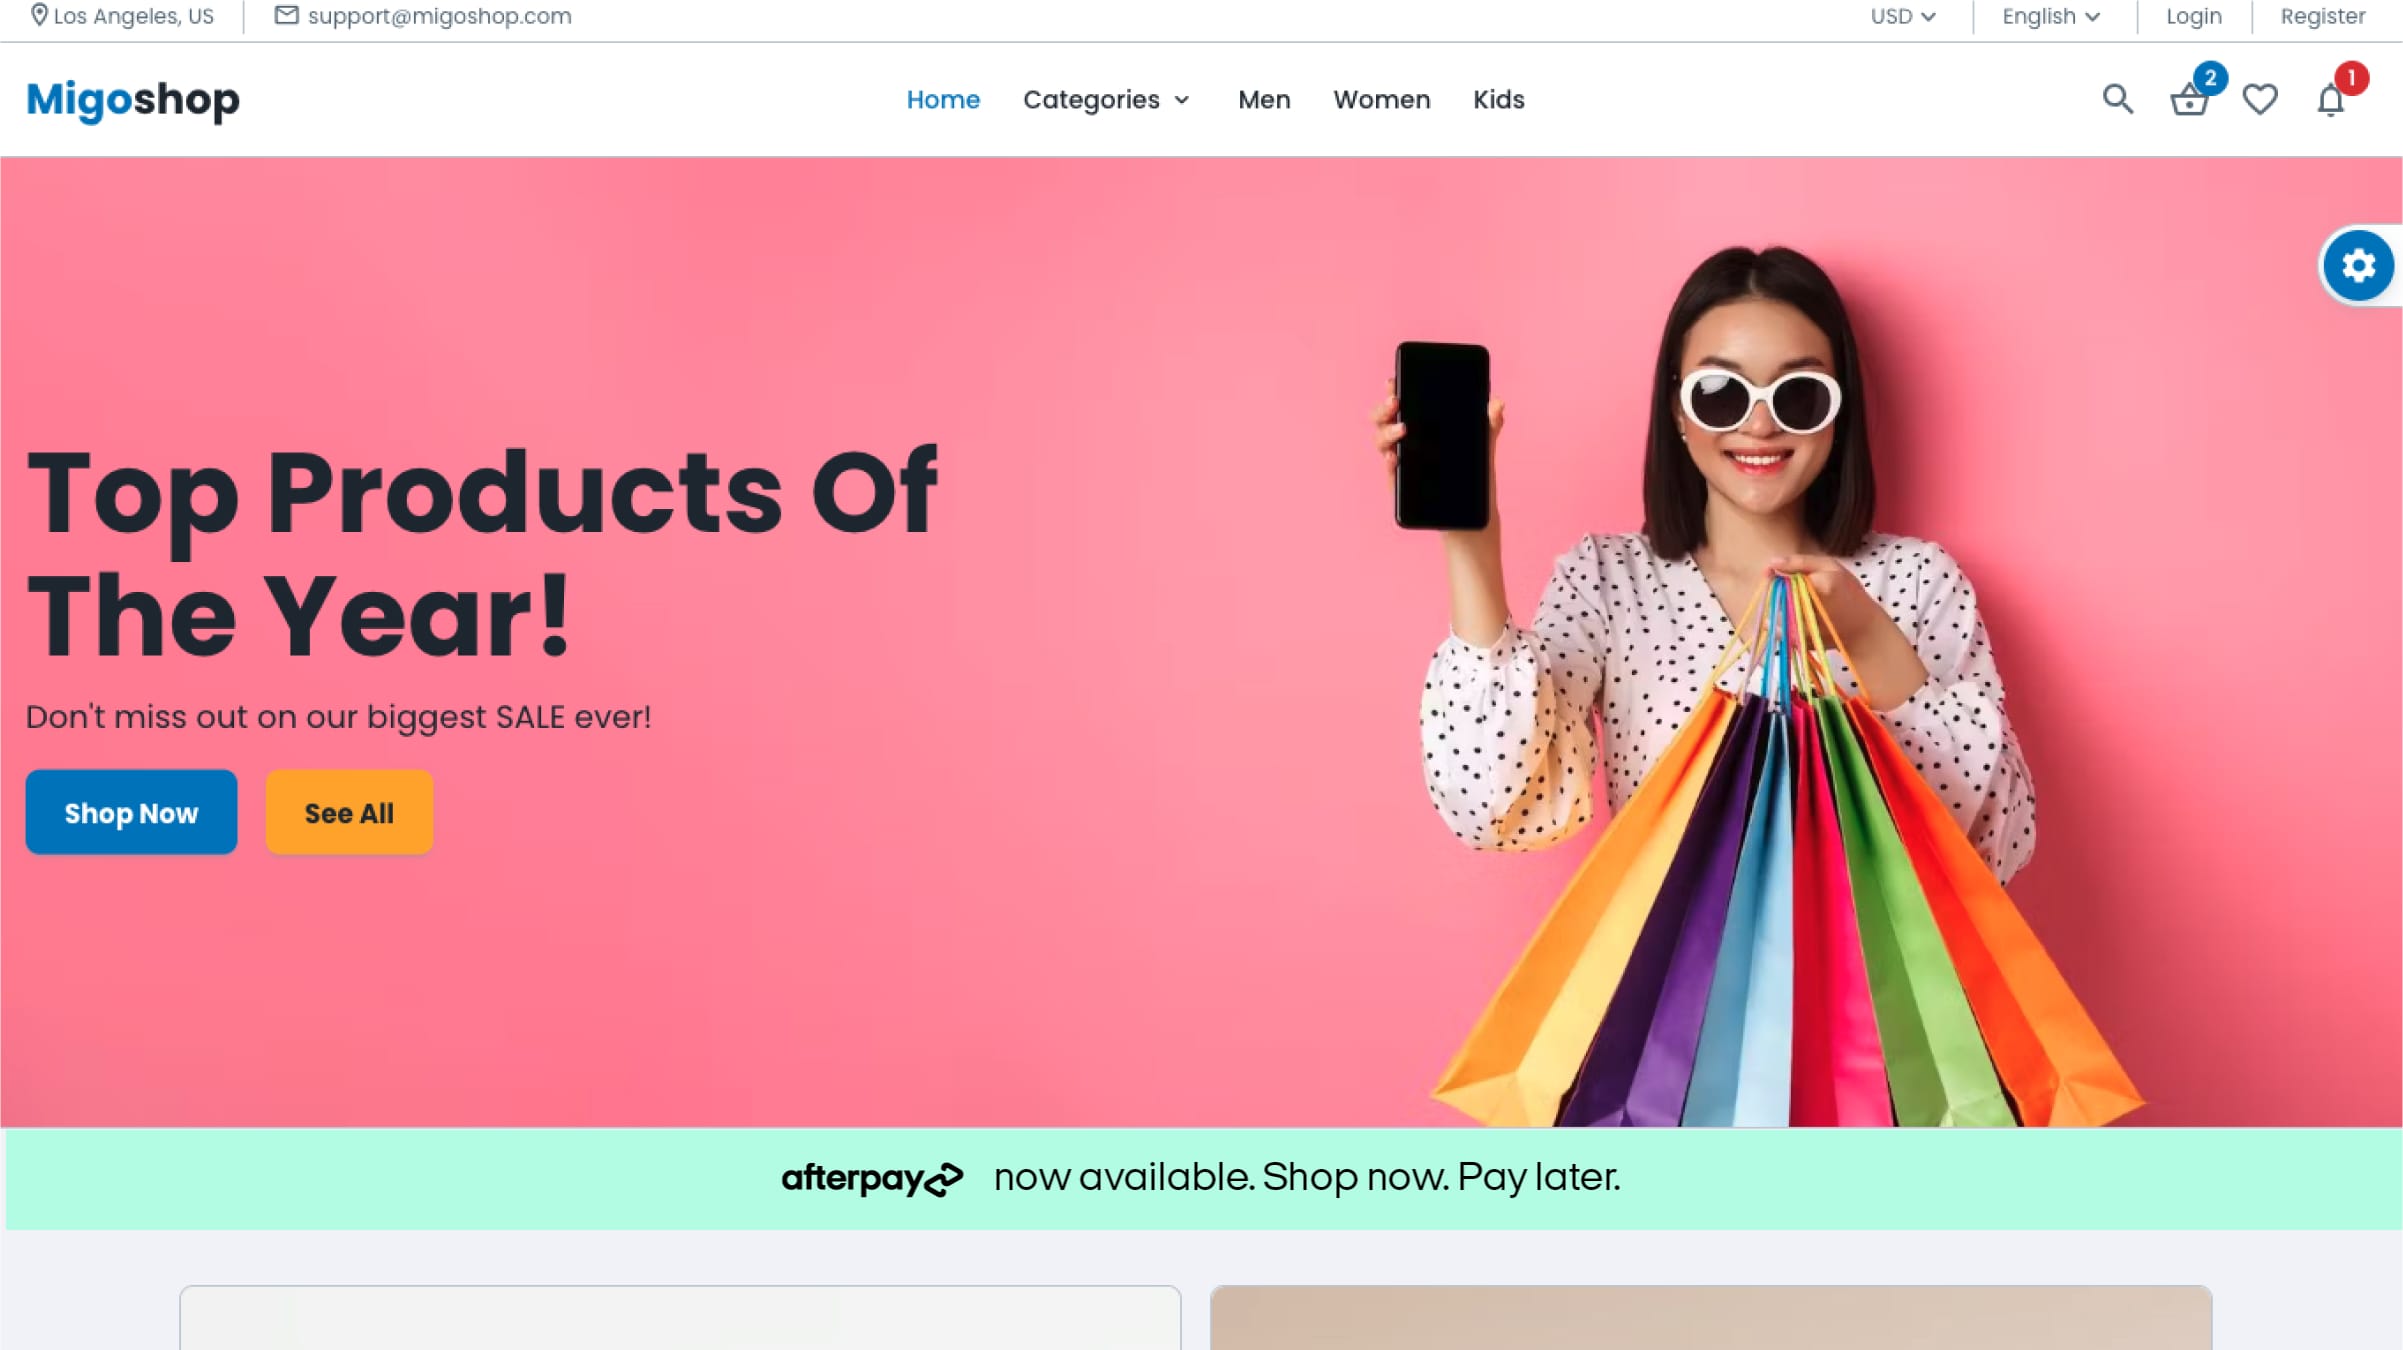 Los Angeles, US
support@migoshop.com
USD
English
Login
Register
Migoshop
Home
Categories
Men
Women
Kids
2
1
Top Products Of
The Year!
Don't miss out on our biggest SALE ever!
Shop Now
See All
afterpay now available. Shop now. Pay later.